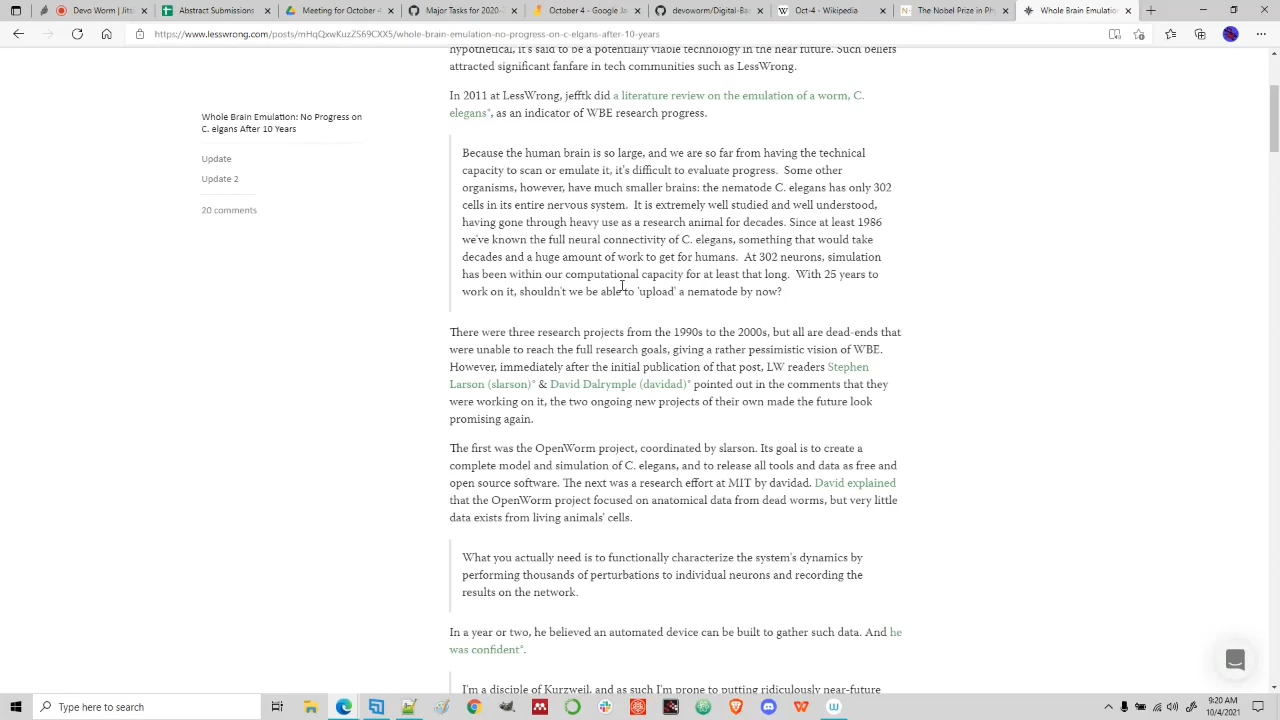 Dev Worm | Jitsi
Abstract
Meeting for October 4
October 4 - Google Ja
devoworm/Proposals
Oct-4 - Wikipedia
The Nobel Prize in Phy
Whole Brain Emulation
https://www.lesswrong.com/posts/mHqQxwKuzZS69CXX5/whole-brain-emulation-no-progress-on-c-elgans-after-10-years
hypothetical, it's said to be a potentially viable technology in the near future. Such beliefs
attracted significant fanfare in tech communities such as LessWrong.
In 2011 at LessWrong, jefftk did a literature review on the emulation of a worm, C.
elegans°, as an indicator of WBE research progress.
Whole Brain Emulation: No Progress on
C. elgans After 10 Years
Update
Update 2
20 comments
Because the human brain is so large, and we are so far from having the technical
capacity to scan or emulate it, it's difficult to evaluate progress. Some other
organisms, however, have much smaller brains: the nematode C. elegans has only 302
cells in its entire nervous system. It is extremely well studied and well understood,
having gone through heavy use as a research animal for decades. Since at least 1986
we've known the full neural connectivity of C. elegans, something that would take
decades and a huge amount of work to get for humans. At 302 neurons, simulation
has been within our computational capacity for at least that long. With 25 years to
work on it, shouldn't we be able to 'upload' a nematode by now?
There were three research projects from the 1990s to the 2000s, but all are dead-ends that
were unable to reach the full research goals, giving a rather pessimistic vision of WBE.
However, immediately after the initial publication of that post, LW readers Stephen
Larson (slarson)° & David Dalrymple (davidad)° pointed out in the comments that they
were working on it, the two ongoing new projects of their own made the future look
promising again.
The first was the OpenWorm project, coordinated by slarson. Its goal is to create a
complete model and simulation of C. elegans, and to release all tools and data as free and
open source software. The next was a research effort at MIT by davidad. David explained
that the OpenWorm project focused on anatomical data from dead worms, but very little
data exists from living animals' cells.
What you actually need is to functionally characterize the system's dynamics by
performing thousands of perturbations to individual neurons and recording the
results on the network.
In a year or two, he believed an automated device can be built to gather such data. And he
was confident°.
I'm a disciple of Kurzweil, and as such I'm prone to putting ridiculously near-future
Type here to search
9:20 AM
10/4/2021